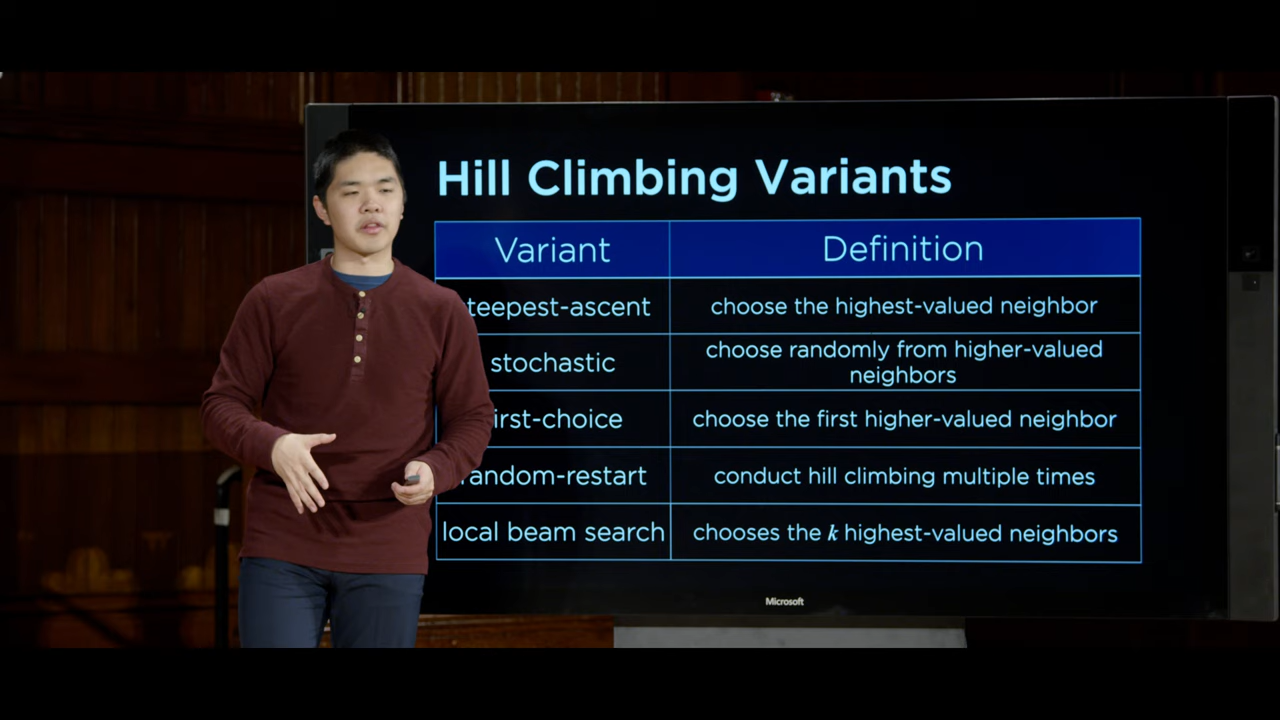 Hill Climbing Variants
Variant Definition
teepest-ascent choose the highest-valued neighbor
stochastic choose randomly from higher-valued
neighbors
irst-choice choose the first higher-valued neighbor
andom-restart conduct hill climbing multiple times
local beam search chooses the k highest-valued neighbors
Microsoft